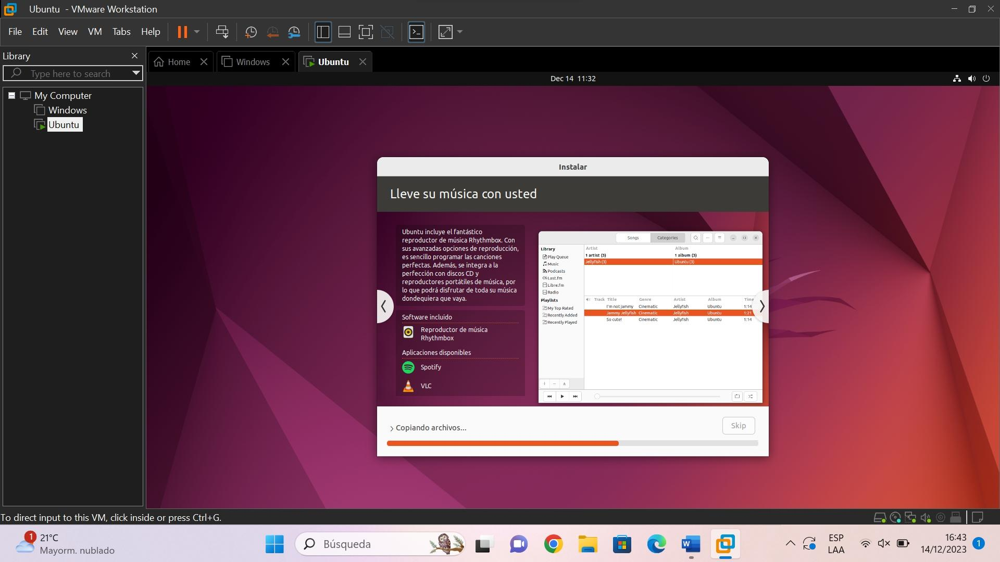 Ubuntu - VMware Workstation
File Edit View VM Tabs Help
Library
Type here to search
My Computer
Windows
Ubuntu
Home
Windows
Ubuntu
Dec 14 11:32
Instalar
Lleve su música con usted
Ubuntu incluye el fantástico
reproductor de música Rhythmbox. Con
sus avanzadas opciones de reproducción,
es sencillo programar las canciones
perfectas. Además, se integra a la
perfección con discos CD y
reproductores portátiles de música, por
lo que podrá disfrutar de toda su música
dondequiera que vaya.
Software incluido
Reproductor de música
Rhythmbox
Aplicaciones disponibles
Spotify
VLC
Songs Categories
Library
Play Queue
Music
Podcasts
Last.fm
Libre.fm
Radio
Playlists
My Top Rated
Recently Added
Recently Played
Artist Album
1 artist (3) 1 album (3)
Jellyfish (3) Ubuntu (3)
Track Title Genre Artist Album Time
I'm not jammy Cinematic Jellyfish Ubuntu 1:14
Jammy Jellyfish Cinematic Jellyfish Ubuntu 1:21
So cute! Cinematic Jellyfish Ubuntu 1:14
Copiando archivos...
Skip
To direct input to this VM, click inside or press Ctrl+G.
1
21°C
Mayorm. nublado
Búsqueda
ESP
LAA
16:43
14/12/2023
1